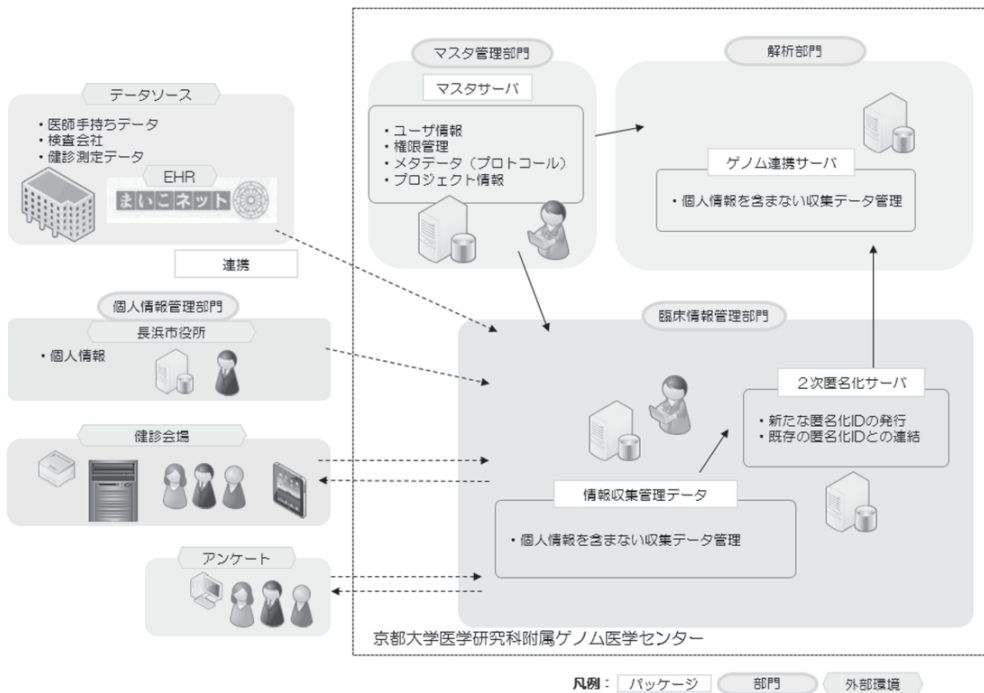 データソース
・医師手持ちデータ
・検査会社
・健診測定データ
EHR
まいこネット
連携
個人情報管理部門
長浜市役所
・個人情報
健診会場
アンケート
マスタ管理部門
マスタサーバ
・ユーザ情報
・権限管理
・メタデータ（プロトコール）
・プロジェクト情報
解析部門
ゲノム連携サーバ
・個人情報を含まない収集データ管理
臨床情報管理部門
2次匿名化サーバ
・新たな匿名化IDの発行
・既存の匿名化IDとの連結
情報収集管理データ
・個人情報を含まない収集データ管理
京都大学医学研究科附属ゲノム医学センター
凡例： パッケージ 部門 外部環境